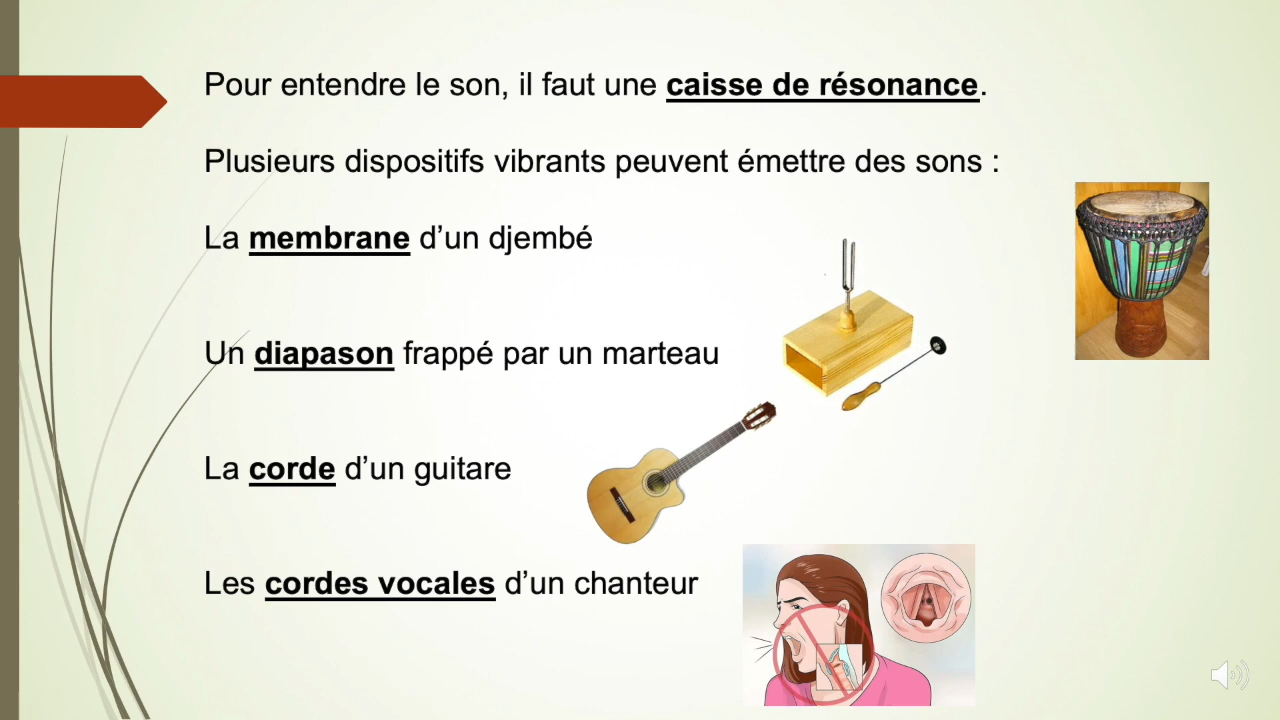 Pour entendre le son, il faut une caisse de résonance.
Plusieurs dispositifs vibrants peuvent émettre des sons :
La membrane d’un djembé
Un diapason frappé par un marteau
La corde d’un guitare
Les cordes vocales d’un chanteur